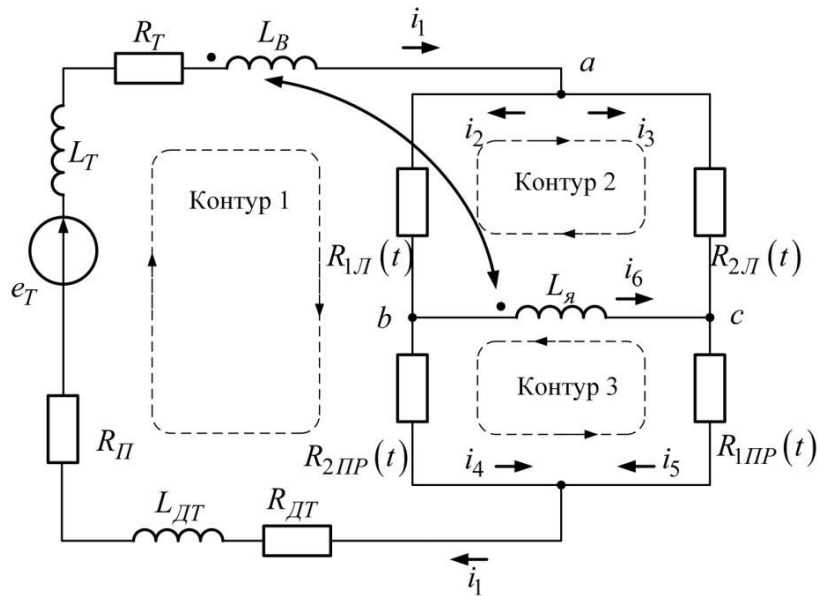 R_T
L_B
i_1
a
i_2
i_3
L_T
Контур 1
Контур 2
e_T
R_{1Л}(t)
R_{2Л}(t)
L_я
i_6
b
c
Контур 3
R_П
R_{2ПР}(t)
R_{1ПР}(t)
i_4
i_5
L_{ДТ}
R_{ДТ}
i_1